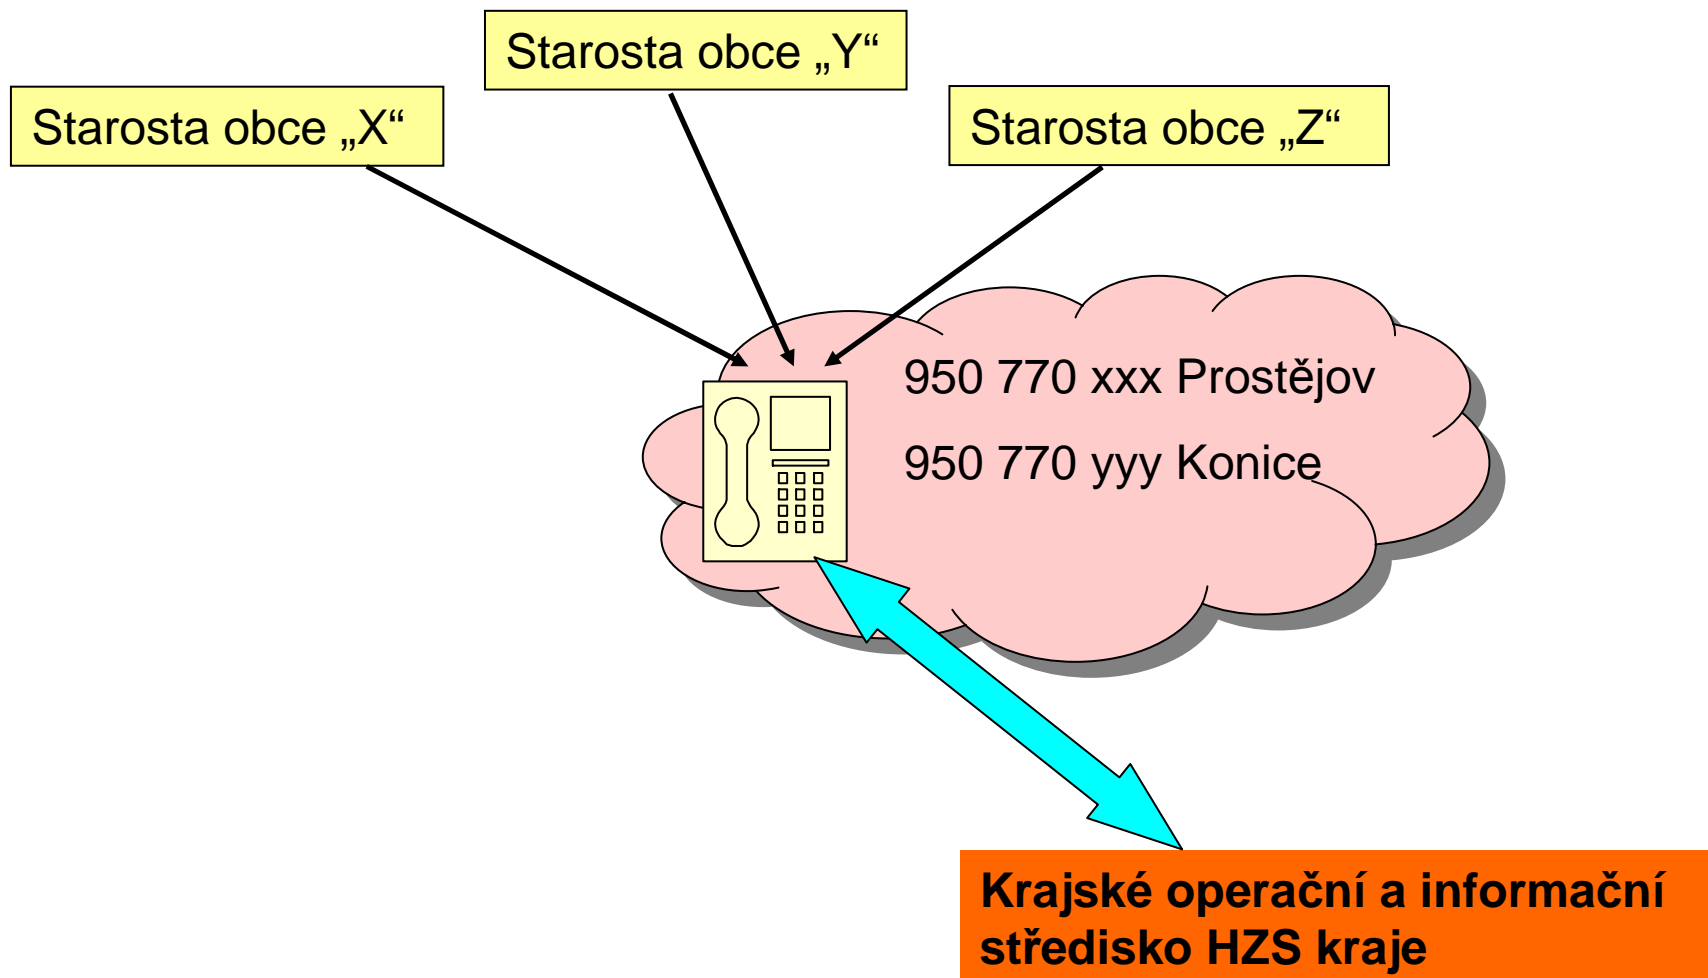 Starosta obce „Y“
Starosta obce „X“
Starosta obce „Z“
950 770 xxx Prostějov
950 770 yyy Konice
Krajské operační a informační
středisko HZS kraje